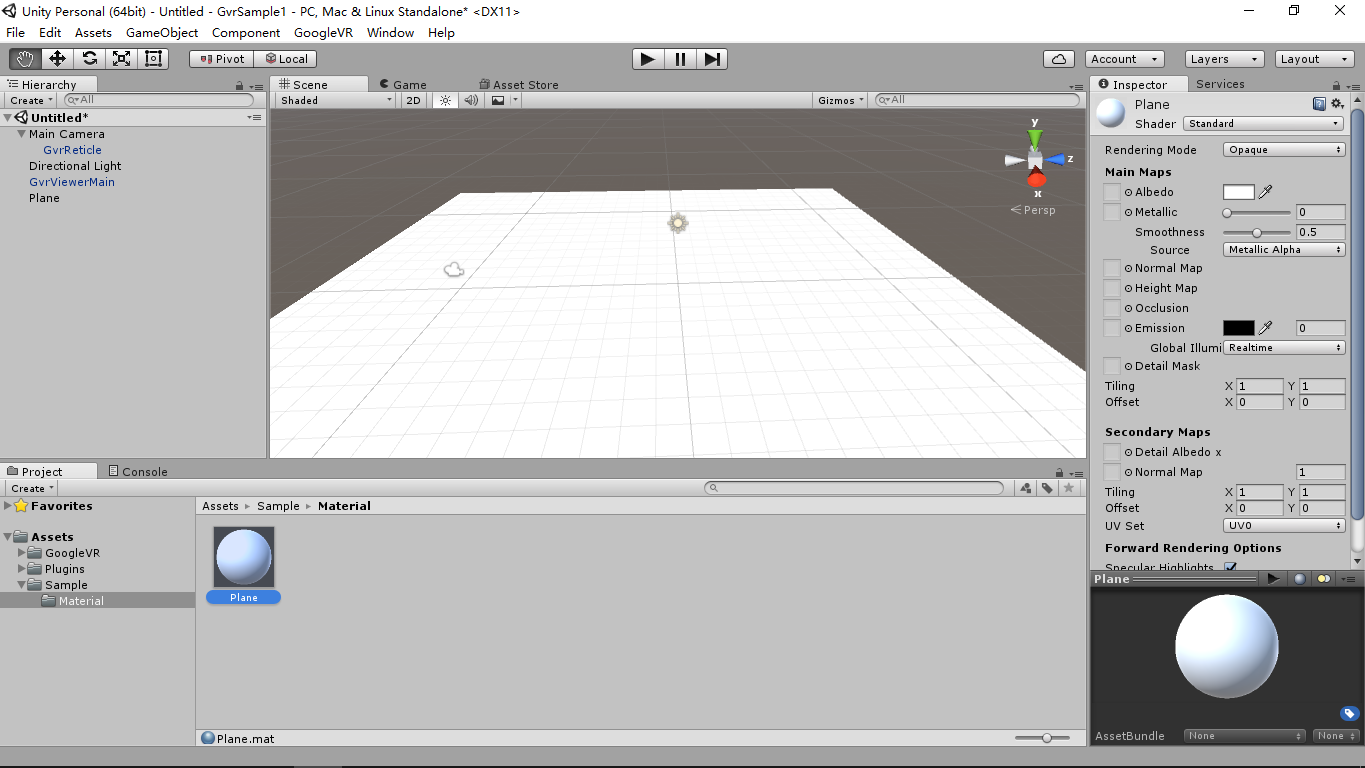 Unity Personal (64bit) - Untitled - GvrSample1 - PC, Mac & Linux Standalone* <DX11>
File Edit Assets GameObject Component GoogleVR Window Help
Pivot Local Account Layers Layout
Hierarchy
Create All
Untitled*
Main Camera
GvrReticle
Directional Light
GvrViewerMain
Plane
Scene Game Asset Store
Shaded 2D Gizmos All
y
z
x
Persp
Inspector Services
Plane
Shader Standard
Rendering Mode Opaque
Main Maps
Albedo
Metallic 0
Smoothness 0.5
Source Metallic Alpha
Normal Map
Height Map
Occlusion
Emission 0
Global Illumi Realtime
Detail Mask
Tiling X 1 Y 1
Offset X 0 Y 0
Secondary Maps
Detail Albedo x
Normal Map 1
Tiling X 1 Y 1
Offset X 0 Y 0
UV Set UV0
Forward Rendering Options
Specular Highlights
Plane
AssetBundle None None
Project Console
Create
Favorites
Assets
GoogleVR
Plugins
Sample
Material
Assets Sample Material
Plane
Plane.mat